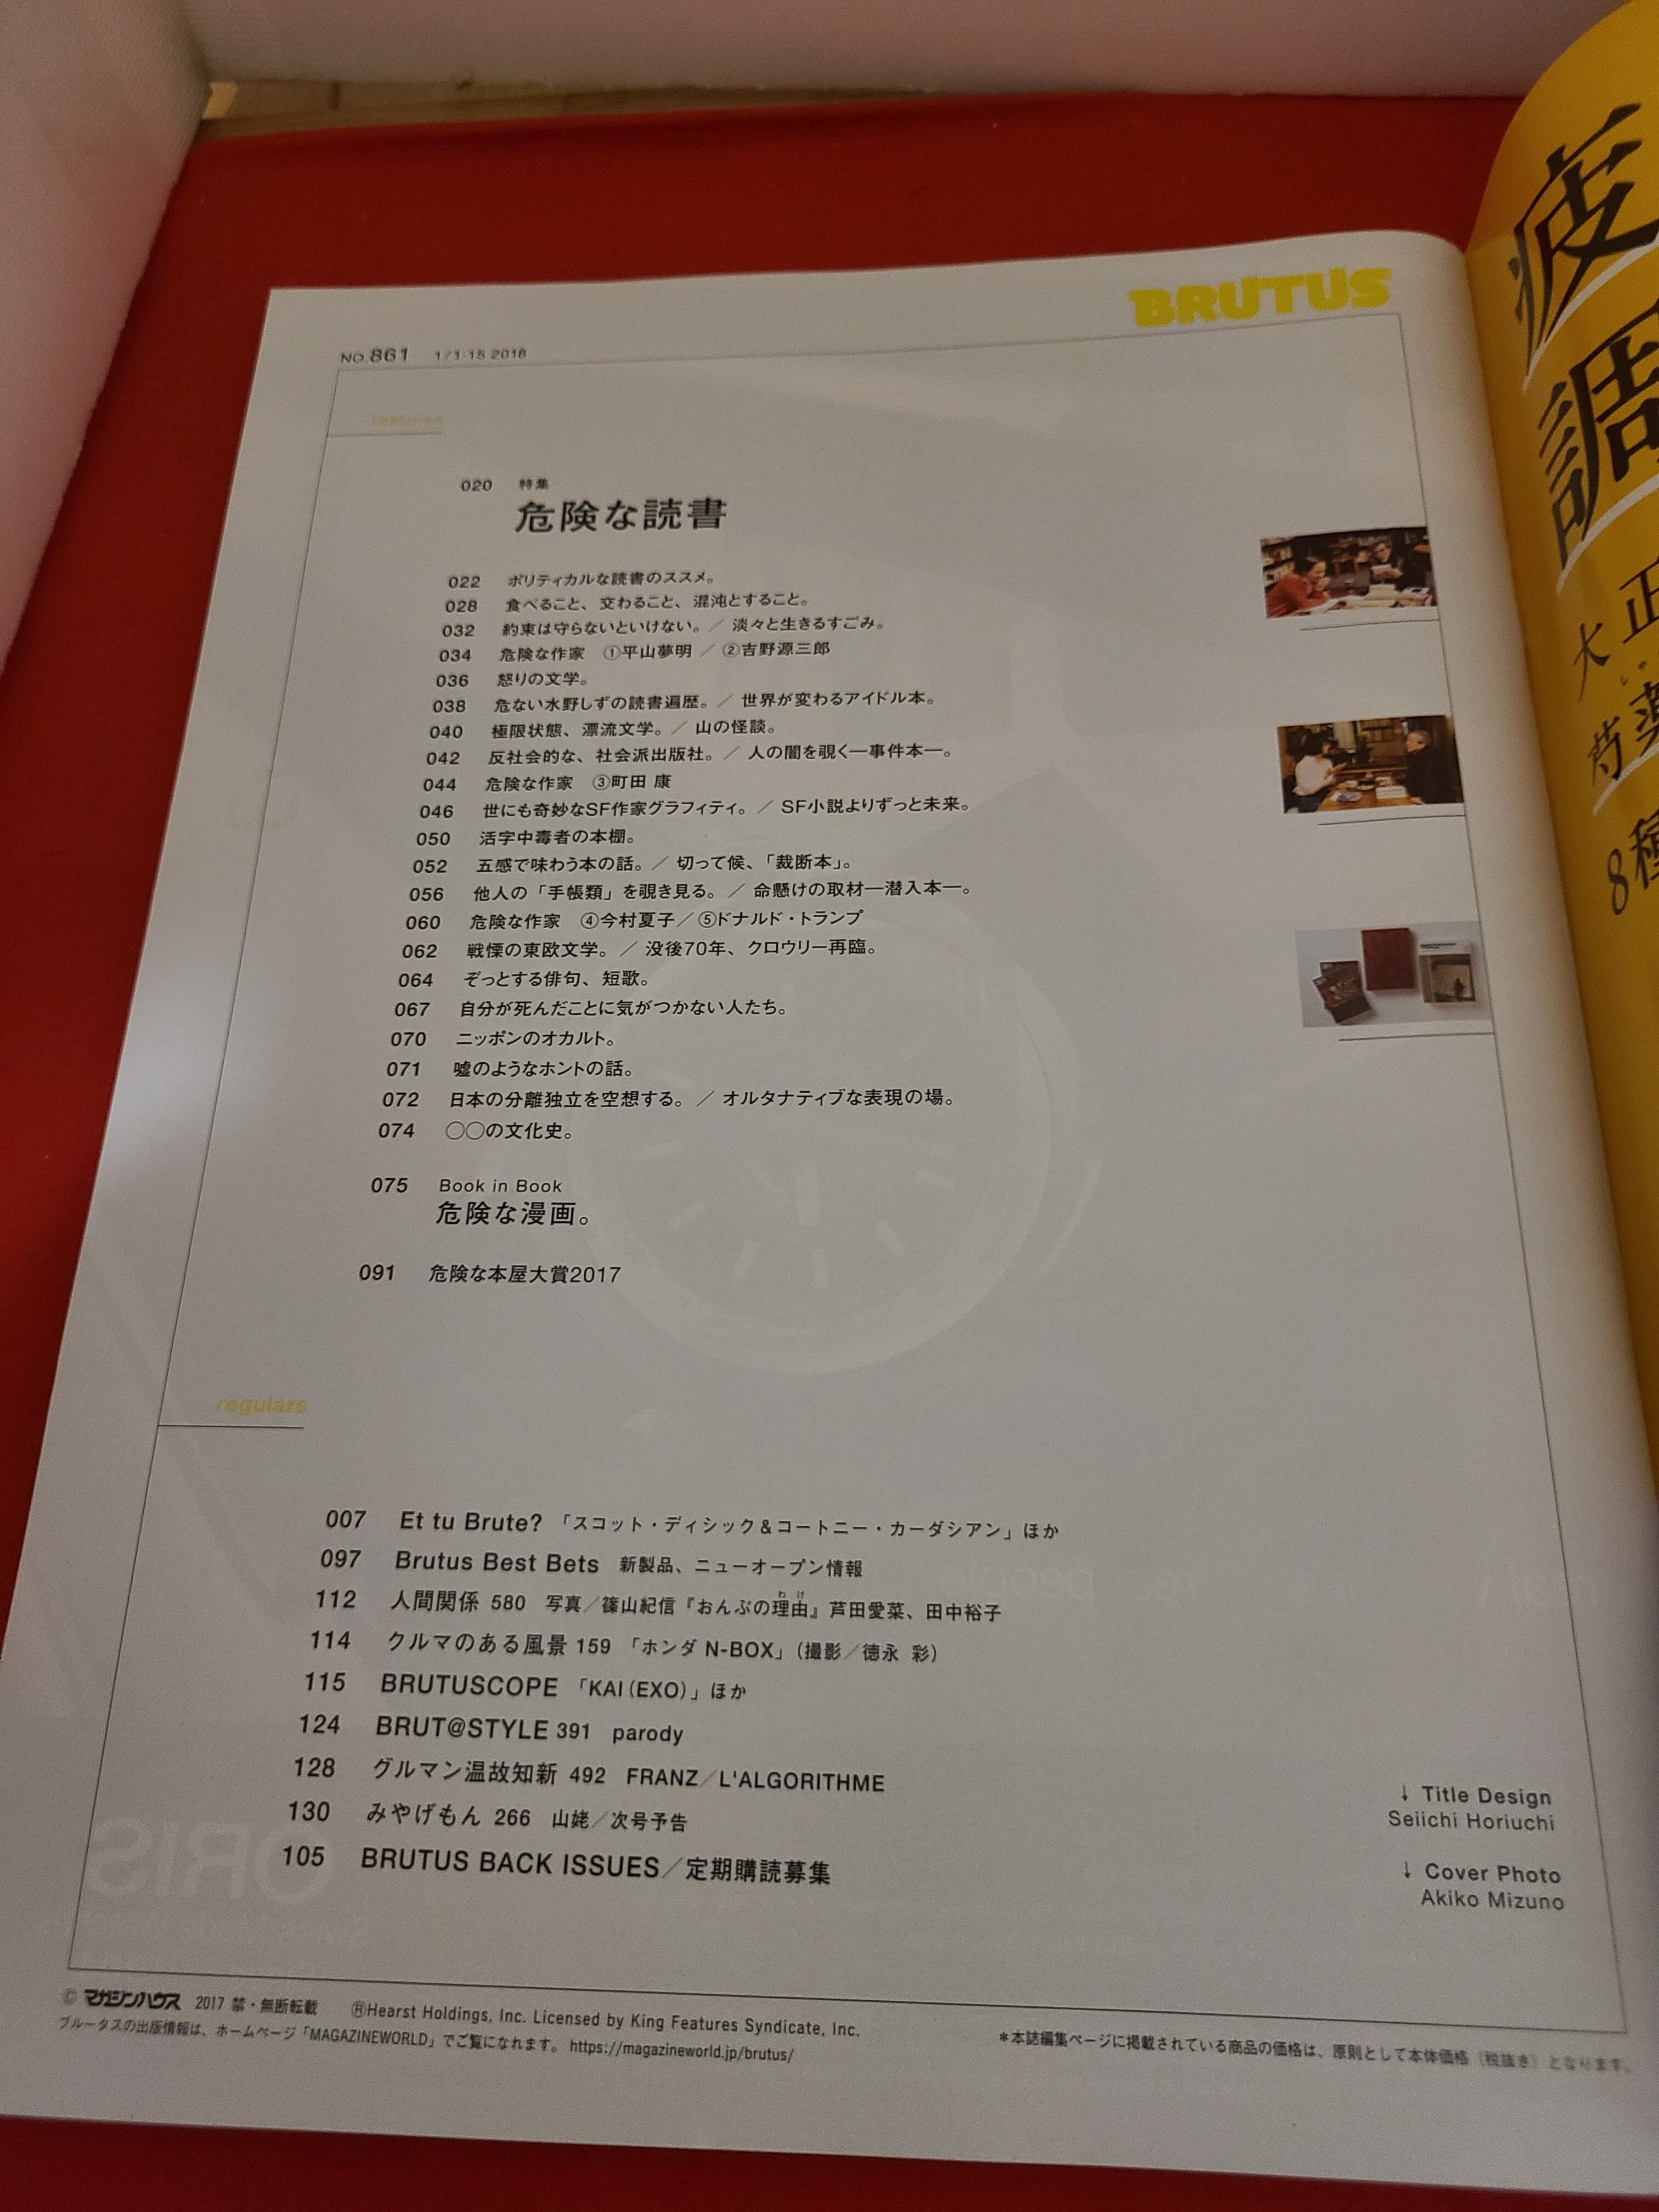 BRUTUS
NO.861 1/1·15 2018
features
020 特集
危険な読書
022 ポリティカルな読書のススメ。
028 食べること、交わること、混沌とすること。
032 約束は守らないといけない。／淡々と生きるすごみ。
034 危険な作家 ①平山夢明／②吉野源三郎
036 怒りの文学。
038 危ない水野しずの読書遍歴。／世界が変わるアイドル本。
040 極限状態、漂流文学。／山の怪談。
042 反社会的な、社会派出版社。／人の闇を覗く―事件本―。
044 危険な作家 ③町田 康
046 世にも奇妙なSF作家グラフィティ。／SF小説よりずっと未来。
050 活字中毒者の本棚。
052 五感で味わう本の話。／切って候、「裁断本」。
056 他人の「手帳類」を覗き見る。／命懸けの取材―潜入本―。
060 危険な作家 ④今村夏子／⑤ドナルド・トランプ
062 戦慄の東欧文学。／没後70年、クロウリー再臨。
064 ぞっとする俳句、短歌。
067 自分が死んだことに気がつかない人たち。
070 ニッポンのオカルト。
071 嘘のようなホントの話。
072 日本の分離独立を空想する。／オルタナティブな表現の場。
074 〇〇の文化史。
075 Book in Book
危険な漫画。
091 危険な本屋大賞2017
regulars
007 Et tu Brute? 「スコット・ディシック＆コートニー・カーダシアン」ほか
097 Brutus Best Bets 新製品、ニューオープン情報
わけ
112 人間関係 580 写真／篠山紀信『おんぶの理由』芦田愛菜、田中裕子
114 クルマのある風景 159 「ホンダ N-BOX」（撮影／徳永 彩）
115 BRUTUSCOPE 「KAI（EXO）」ほか
124 BRUT@STYLE 391 parody
128 グルマン温故知新 492 FRANZ／L'ALGORITHME
130 みやげもん 266 山姥／次号予告
105 BRUTUS BACK ISSUES／定期購読募集
↓ Title Design
Seiichi Horiuchi
↓ Cover Photo
Akiko Mizuno
© マガジンハウス 2017 禁・無断転載 ®Hearst Holdings, Inc. Licensed by King Features Syndicate, Inc.
ブルータスの出版情報は、ホームページ「MAGAZINEWORLD」でご覧になれます。 https://magazineworld.jp/brutus/
＊本誌編集ページに掲載されている商品の価格は、原則として本体価格（税抜き）となります。
疲
調
正
大
芍薬
8種